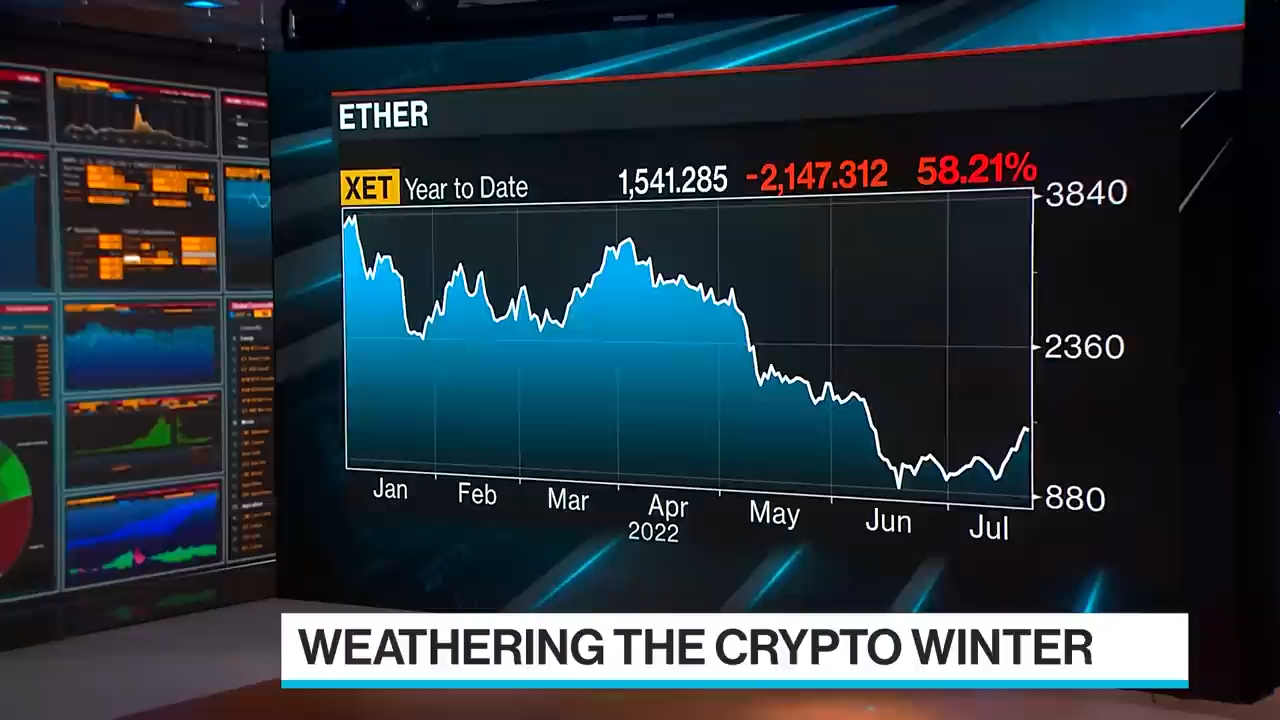 ETHER
XET Year to Date 1,541.285 -2,147.312 58.21%
3840
2360
880
Jan Feb Mar Apr May Jun Jul
2022
WEATHERING THE CRYPTO WINTER